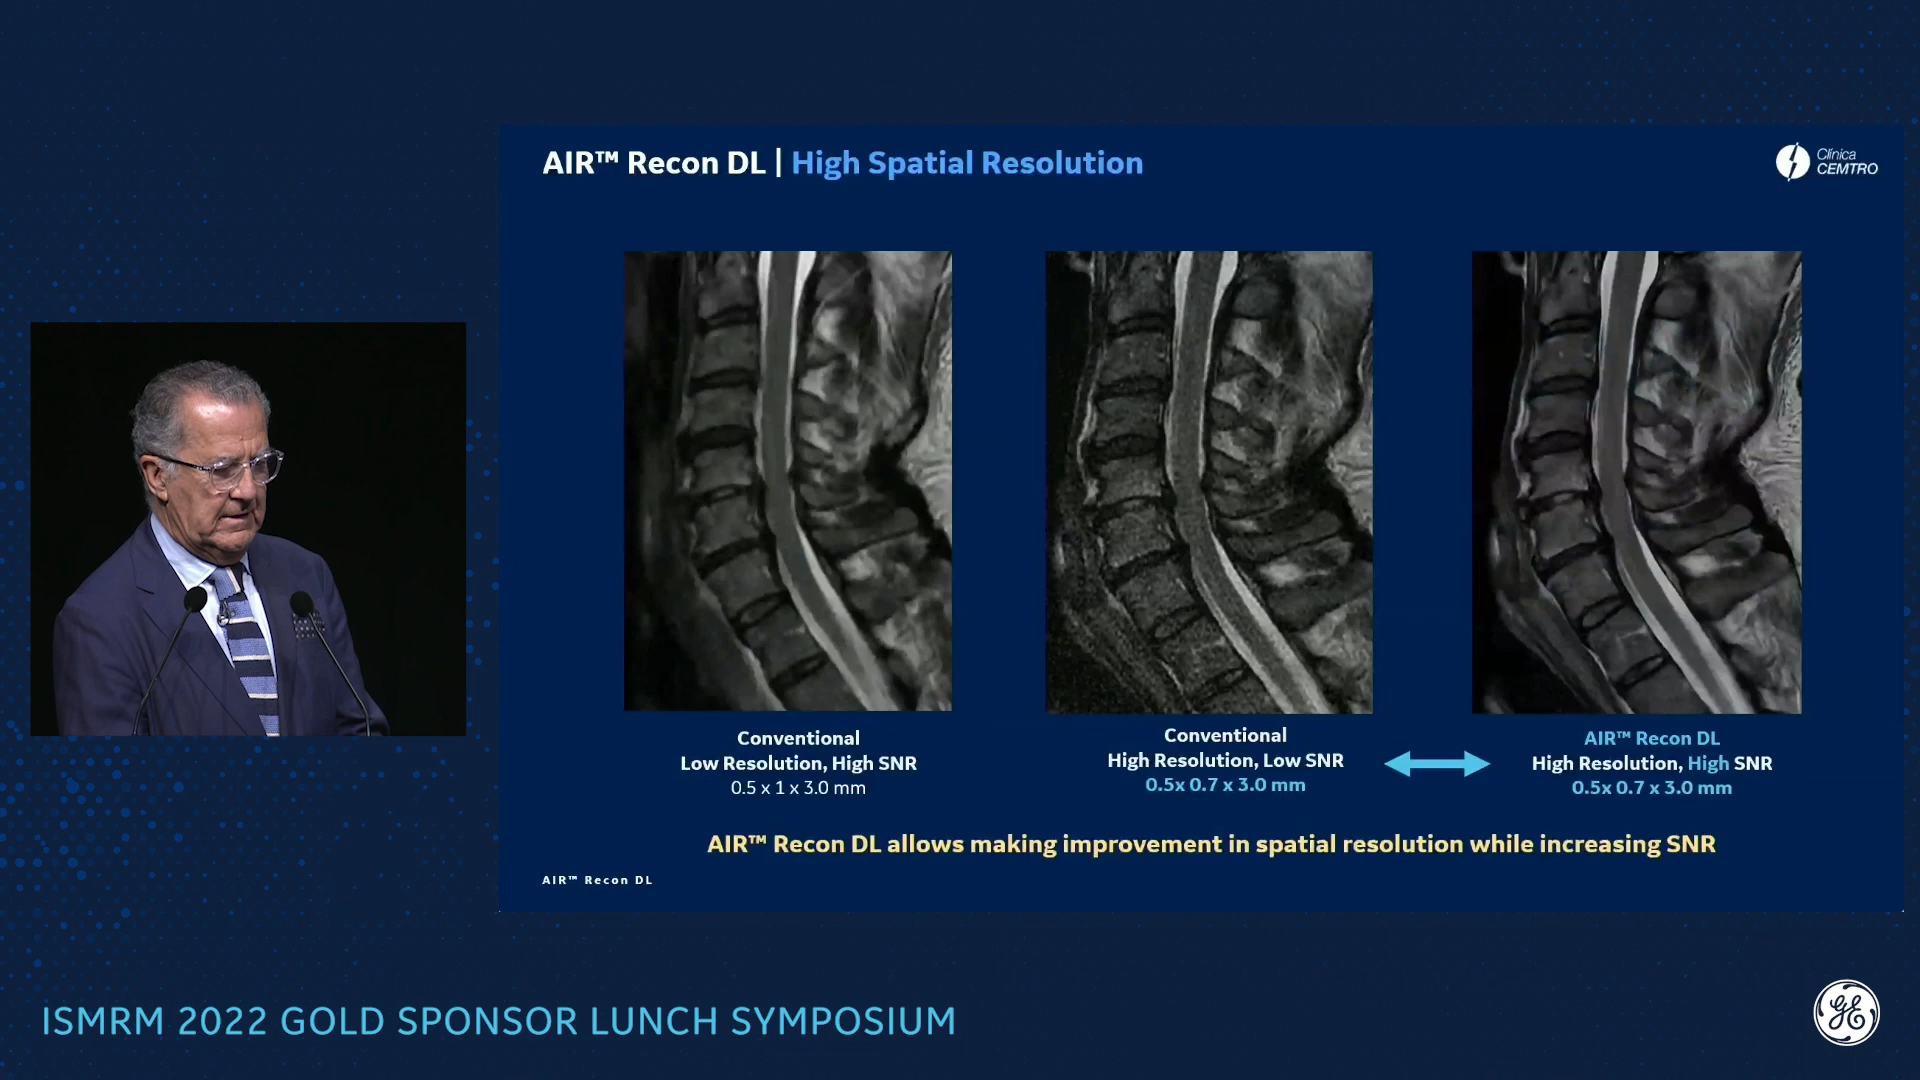 AIR™ Recon DL | High Spatial Resolution
Clínica
CEMTRO
Conventional
Low Resolution, High SNR
0.5 x 1 x 3.0 mm
Conventional
High Resolution, Low SNR
0.5x 0.7 x 3.0 mm
AIR™ Recon DL
High Resolution, High SNR
0.5x 0.7 x 3.0 mm
AIR™ Recon DL allows making improvement in spatial resolution while increasing SNR
AIR™ Recon DL
ISMRM 2022 GOLD SPONSOR LUNCH SYMPOSIUM
GE